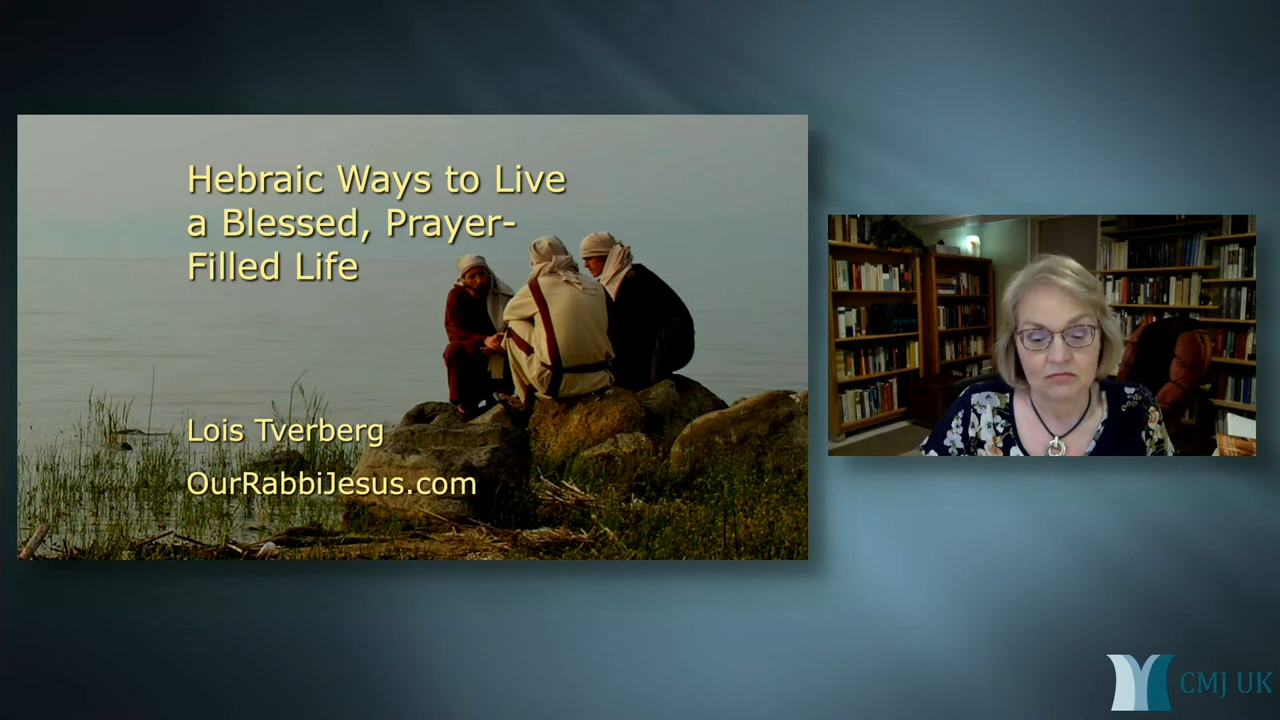 Hebraic Ways to Live
a Blessed, Prayer-
Filled Life
Lois Tverberg
OurRabbiJesus.com
CMJ UK